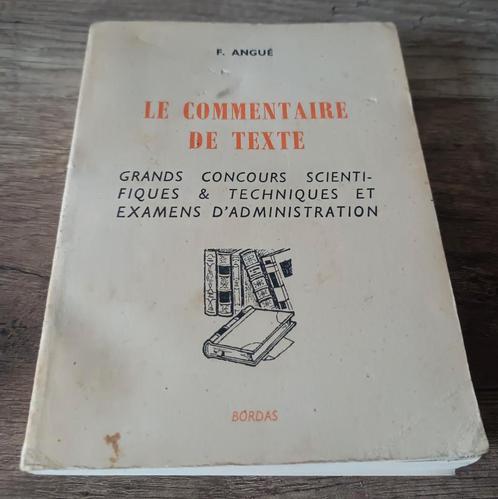 F. ANGUÉ
LE COMMENTAIRE
DE TEXTE
GRANDS CONCOURS SCIENTI-
FIQUES & TECHNIQUES ET
EXAMENS D'ADMINISTRATION
BORDAS